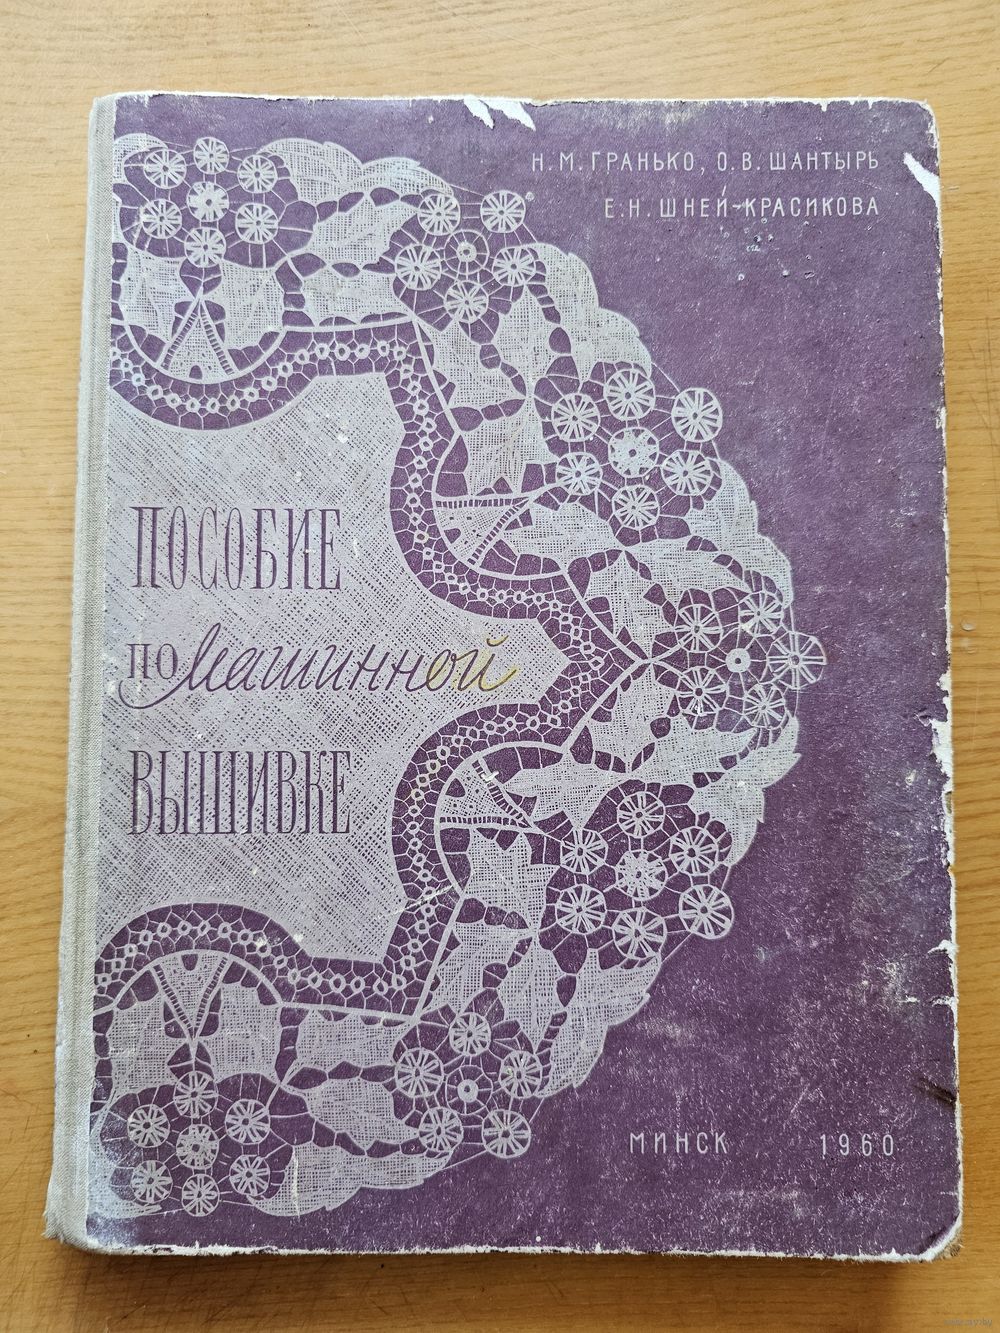 Н. М. ГРАНЬКО, О. В. ШАНТЫРЬ
Е. Н. ШНЕЙ-КРАСИКОВА
ПОСОБИЕ
ПО машинной
ВЫШИВКЕ
МИНСК 1960